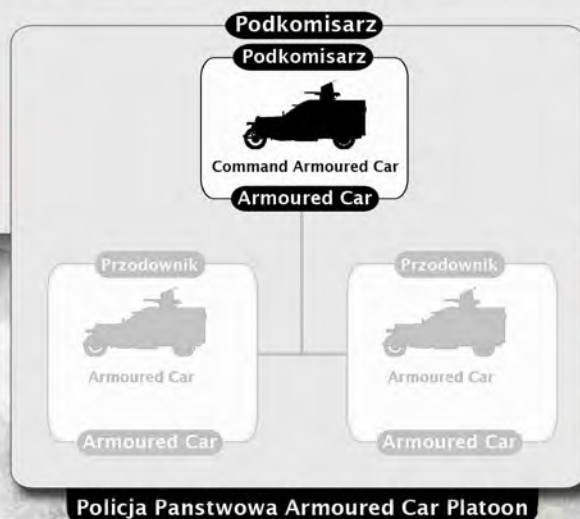 Podkomisarz
Podkomisarz
Command Armoured Car
Armoured Car
Przodownik
Przodownik
Armoured Car
Armoured Car
Armoured Car
Armoured Car
Policja Panstwowa Armoured Car Platoon